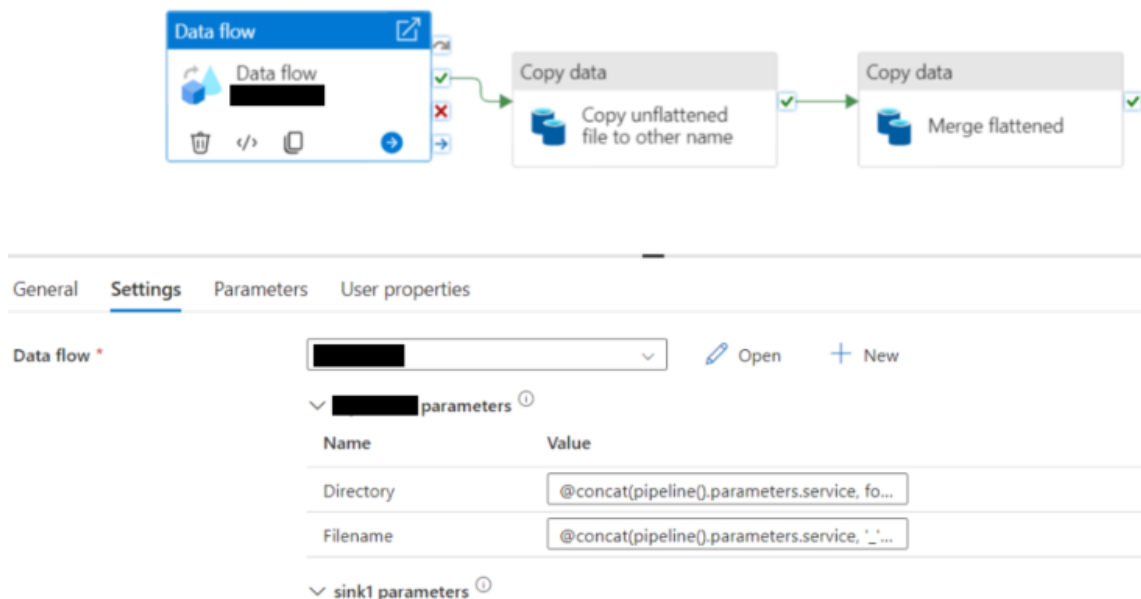 Data flow
Data flow
Copy data
Copy unflattened
file to other name
Copy data
Merge flattened
General Settings Parameters User properties
Data flow * Open New
parameters
Name Value
Directory @concat(pipeline().parameters.service, fo...
Filename @concat(pipeline().parameters.service, '_'...
sink1 parameters